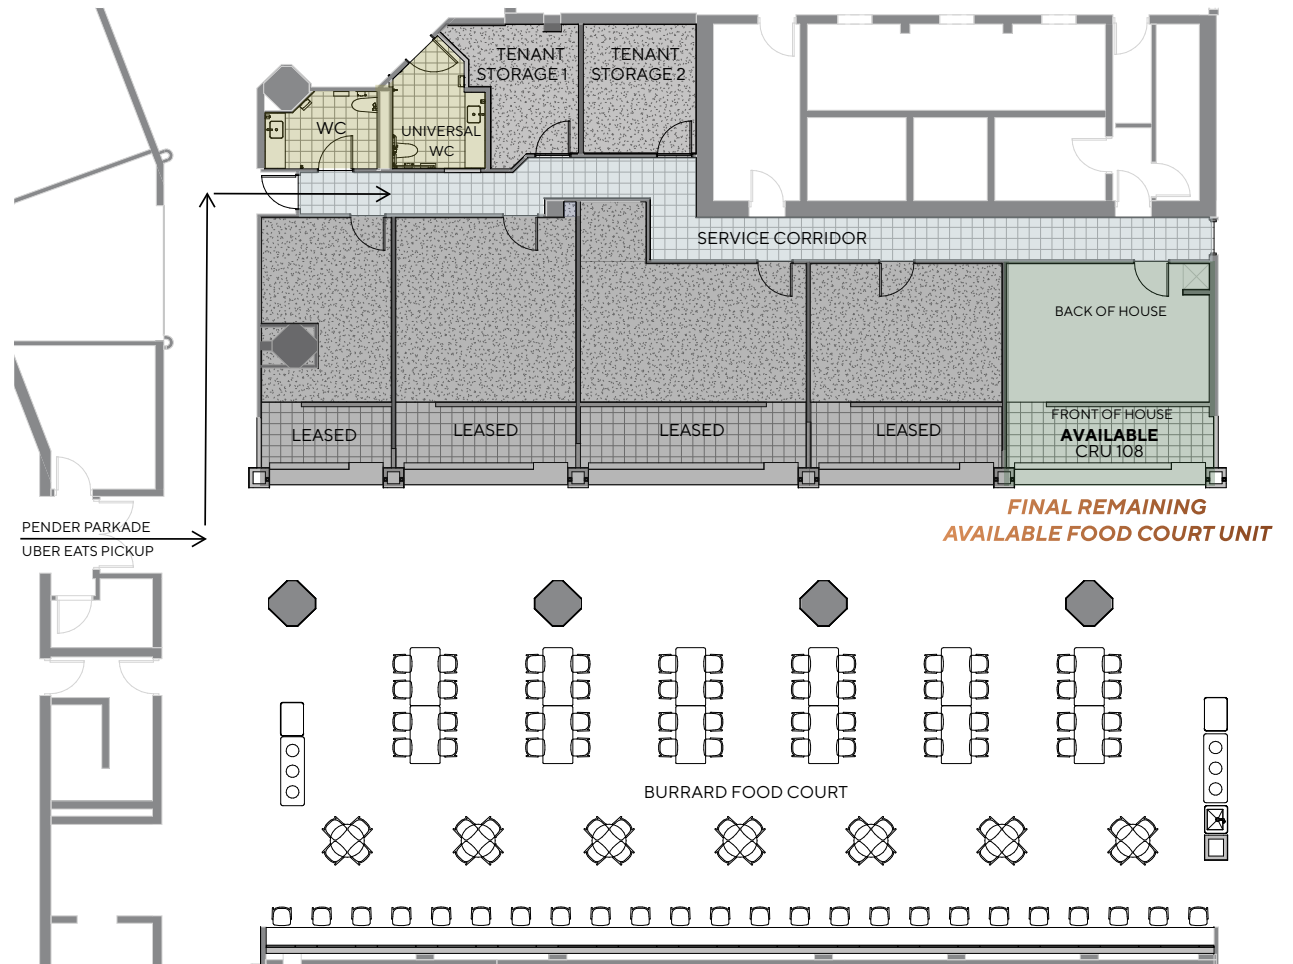 TENANT
STORAGE 1
TENANT
STORAGE 2
WC
UNIVERSAL
WC
SERVICE CORRIDOR
BACK OF HOUSE
LEASED
LEASED
LEASED
LEASED
FRONT OF HOUSE
AVAILABLE
CRU 108
FINAL REMAINING
AVAILABLE FOOD COURT UNIT
PENDER PARKADE
UBER EATS PICKUP
BURRARD FOOD COURT